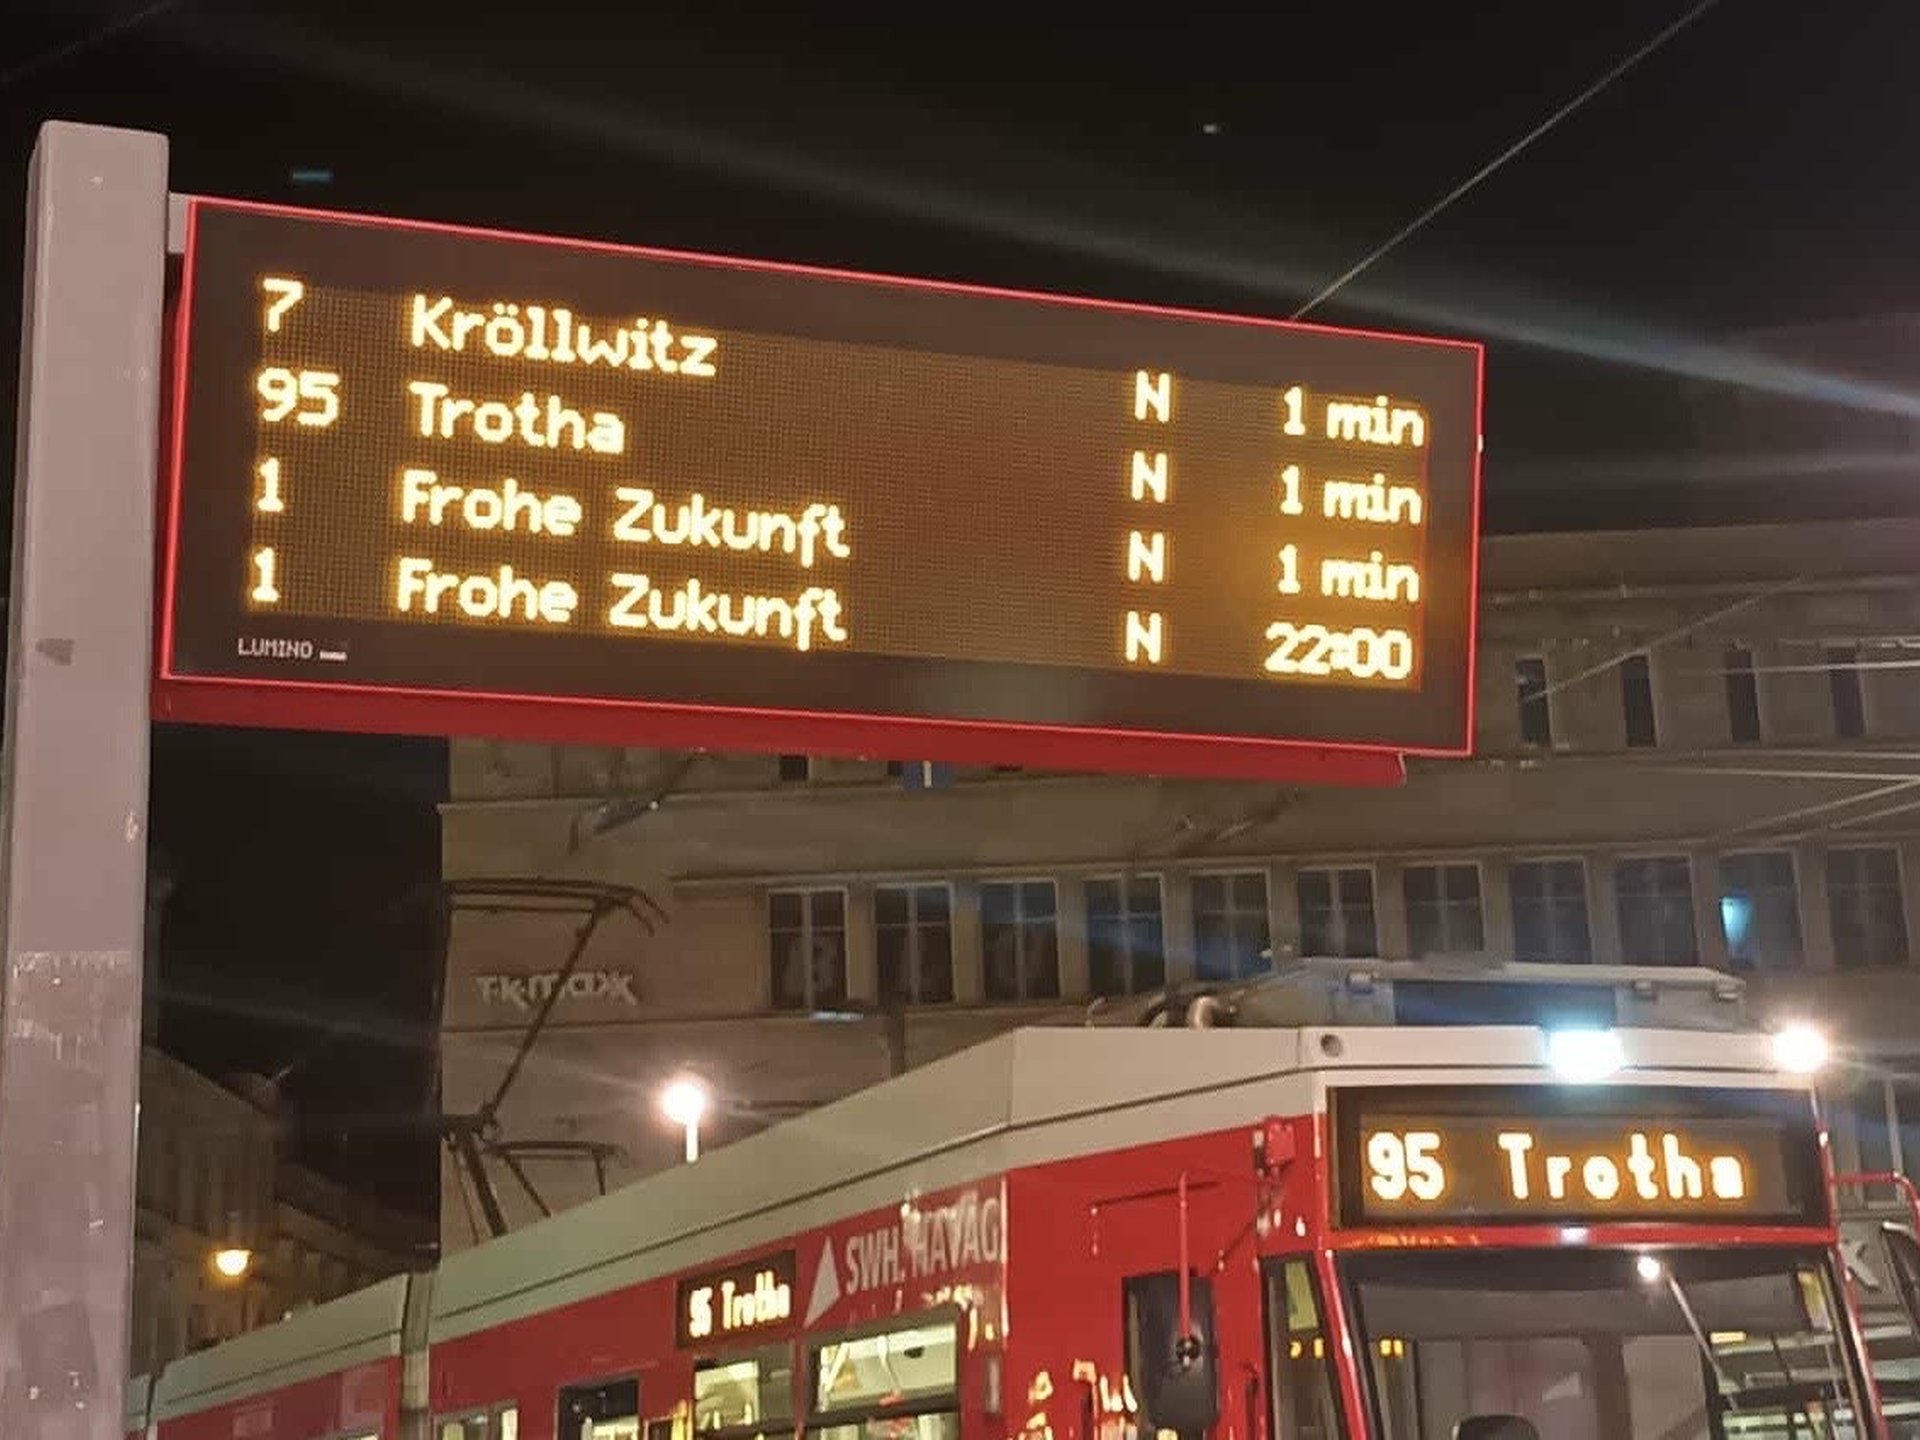 7 Kröllwitz N 1 min
95 Trotha N 1 min
1 Frohe Zukunft N 1 min
1 Frohe Zukunft N 22:00
LUMINO
TK-maxx
95 Trotha
SWH. HAVAG
95 Trotha